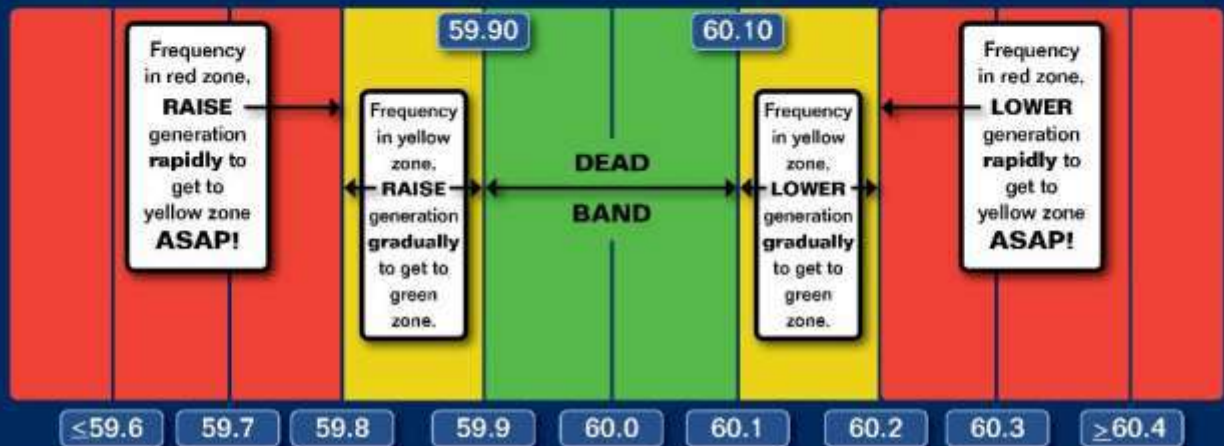 59.90
60.10
Frequency
in red zone,
RAISE
generation
rapidly to
get to
yellow zone
ASAP!
Frequency
in yellow
zone,
RAISE
generation
gradually
to get to
green
zone.
DEAD
BAND
Frequency
in yellow
zone,
LOWER
generation
gradually
to get to
green
zone.
Frequency
in red zone,
LOWER
generation
rapidly to
get to
yellow zone
ASAP!
≤59.6 59.7 59.8 59.9 60.0 60.1 60.2 60.3 ≥60.4